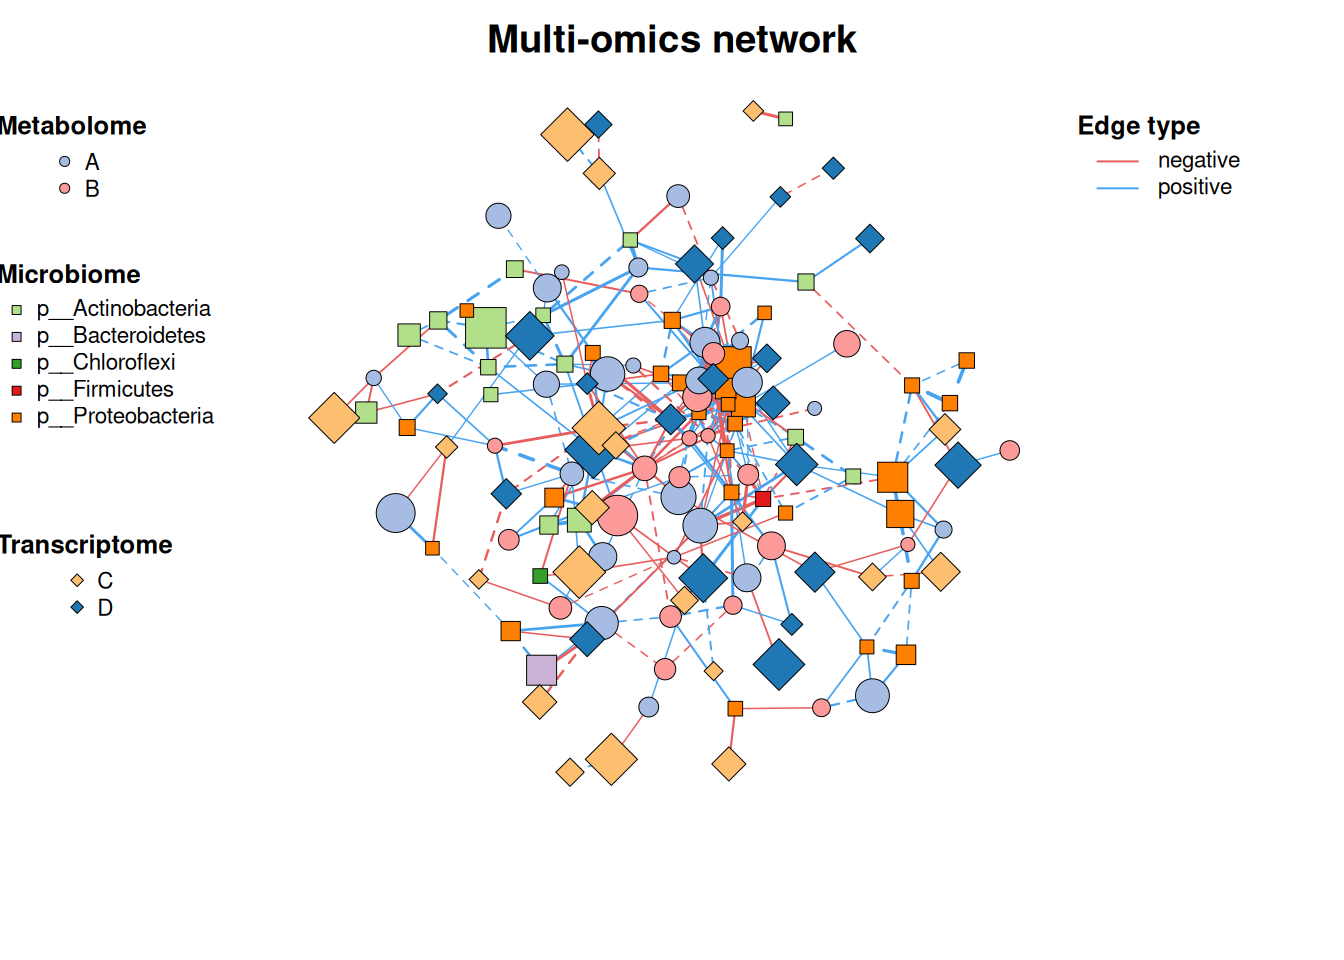 Multi-omics network
Metabolome
A
B
Microbiome
p__Actinobacteria
p__Bacteroidetes
p__Chloroflexi
p__Firmicutes
p__Proteobacteria
Transcriptome
C
D
Edge type
negative
positive